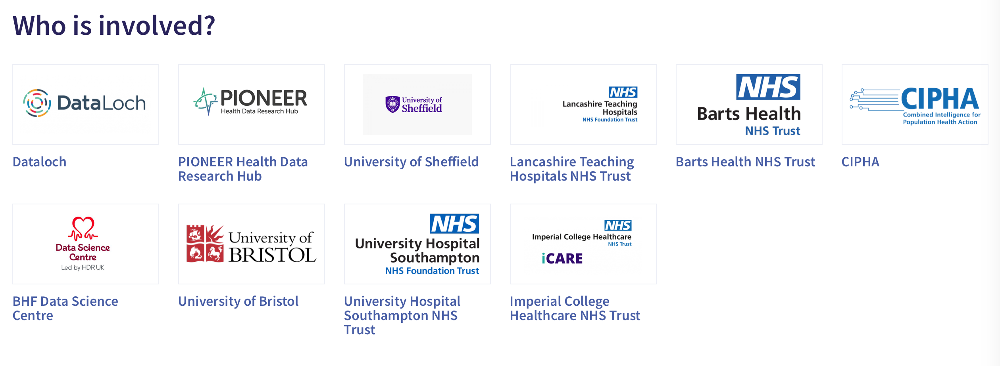 Who is involved?
DataLoch
PIONEER
Health Data Research Hub
University of
Sheffield
NHS
Lancashire Teaching
Hospitals
NHS Foundation Trust
NHS
Barts Health
NHS Trust
CIPHA
Combined Intelligence for
Population Health Action
Dataloch
PIONEER Health Data
Research Hub
University of Sheffield
Lancashire Teaching
Hospitals NHS Trust
Barts Health NHS Trust
CIPHA
Data Science
Centre
Led by HDR UK
University of
BRISTOL
NHS
University Hospital
Southampton
NHS Foundation Trust
NHS
Imperial College Healthcare
NHS Trust
iCARE
BHF Data Science
Centre
University of Bristol
University Hospital
Southampton NHS
Trust
Imperial College
Healthcare NHS Trust